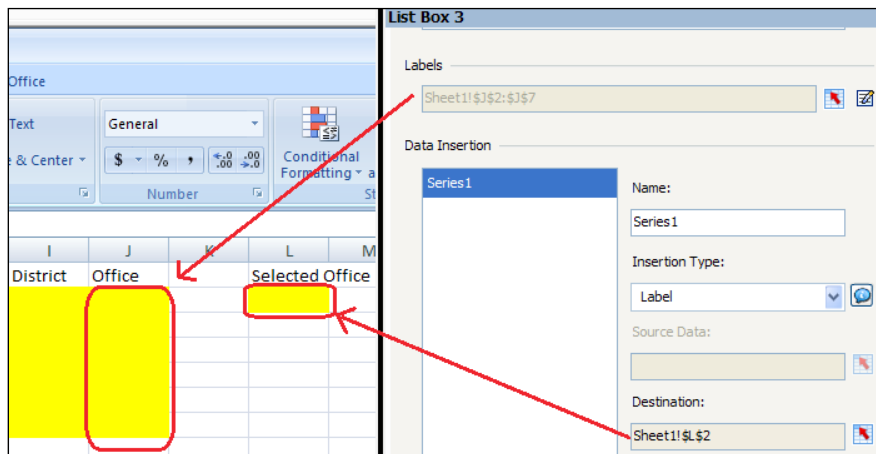 List Box 3
Office
Text
General
& Center
$ % , .0 .00 .00 .0
Conditional
Formatting
a
Number
St
I J K L M
District Office Selected Office
Labels
Sheet1!$J$2:$J$7
Data Insertion
Series1
Name:
Series1
Insertion Type:
Label
Source Data:
Destination:
Sheet1!$L$2